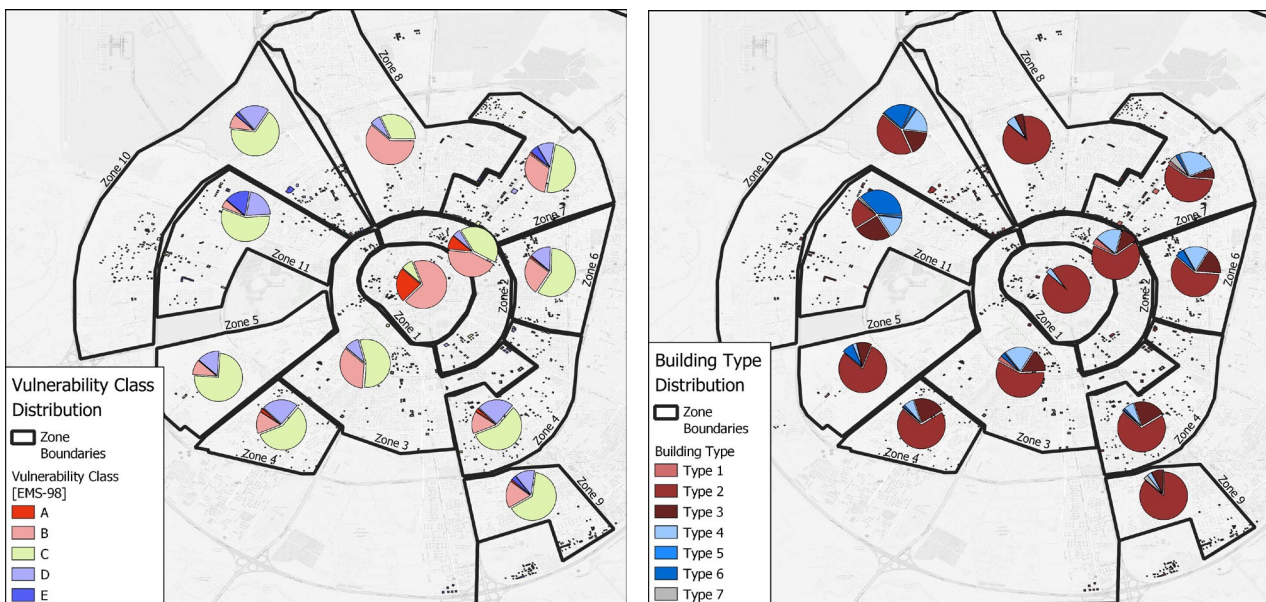 Zone 8
Zone 10
Zone 7
Zone 6
Zone 11
Zone 2
Zone 5
Zone 1
Zone 3
Zone 4
Zone 4
Zone 9
Vulnerability Class
Distribution
Zone
Boundaries
Vulnerability Class
[EMS-98]
A
B
C
D
E
Zone 8
Zone 10
Zone 7
Zone 6
Zone 11
Zone 2
Zone 5
Zone 1
Zone 3
Zone 4
Zone 4
Zone 9
Building Type
Distribution
Zone
Boundaries
Building Type
Type 1
Type 2
Type 3
Type 4
Type 5
Type 6
Type 7